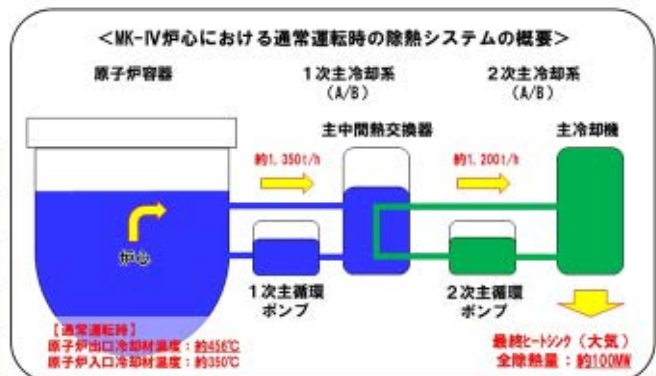 ＜MK-Ⅳ炉心における通常運転時の除熱システムの概要＞
原子炉容器
1次主冷却系
(A/B)
2次主冷却系
(A/B)
主中間熱交換器
主冷却機
約1,350t/h
約1,200t/h
炉心
1次主循環
ポンプ
2次主循環
ポンプ
【通常運転時】
原子炉出口冷却材温度：約456℃
原子炉入口冷却材温度：約350℃
最終ヒートシンク（大気）
全除熱量：約100MW